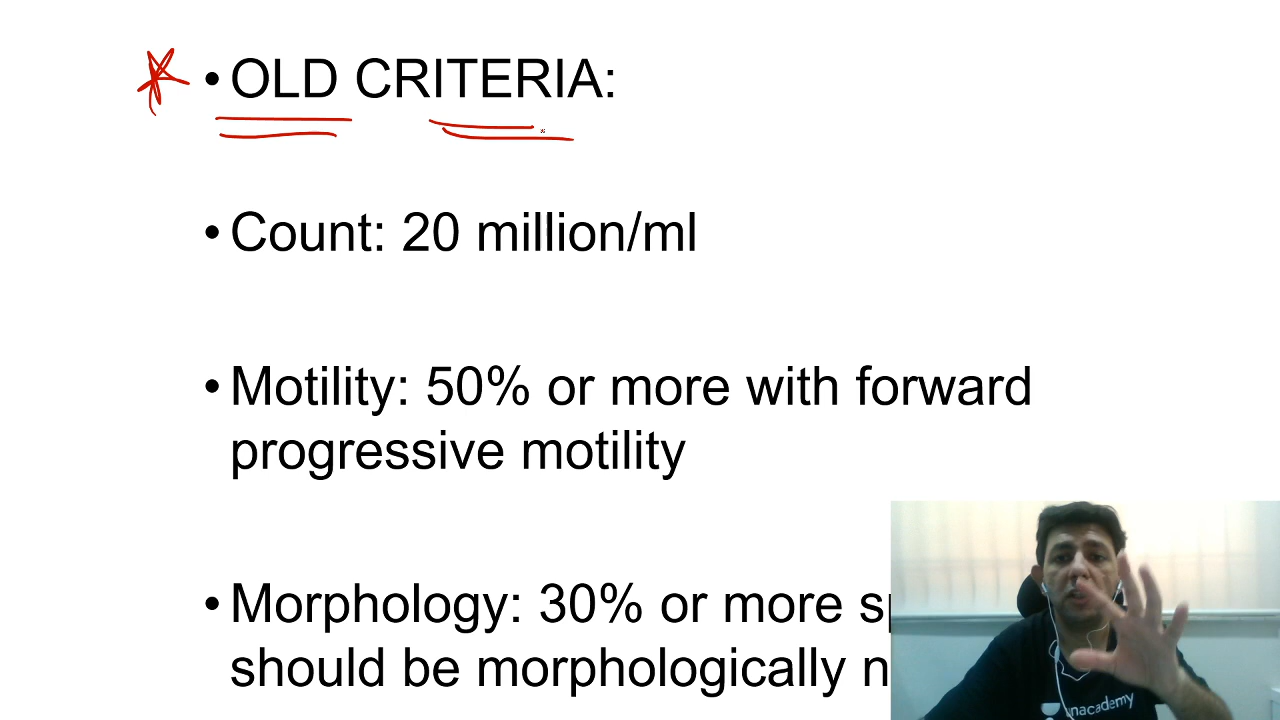 • OLD CRITERIA:
• Count: 20 million/ml
• Motility: 50% or more with forward
progressive motility
• Morphology: 30% or more
should be morphologically
unacademy